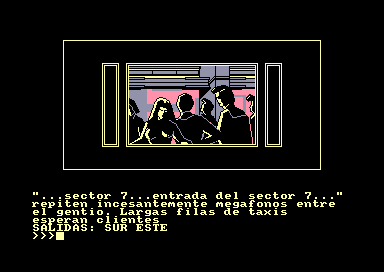 "...sector 7...entrada del sector 7..."
repiten incesantemente megafonos entre
el gentio. Largas filas de taxis
esperan clientes
SALIDAS: SUR ESTE
>>>